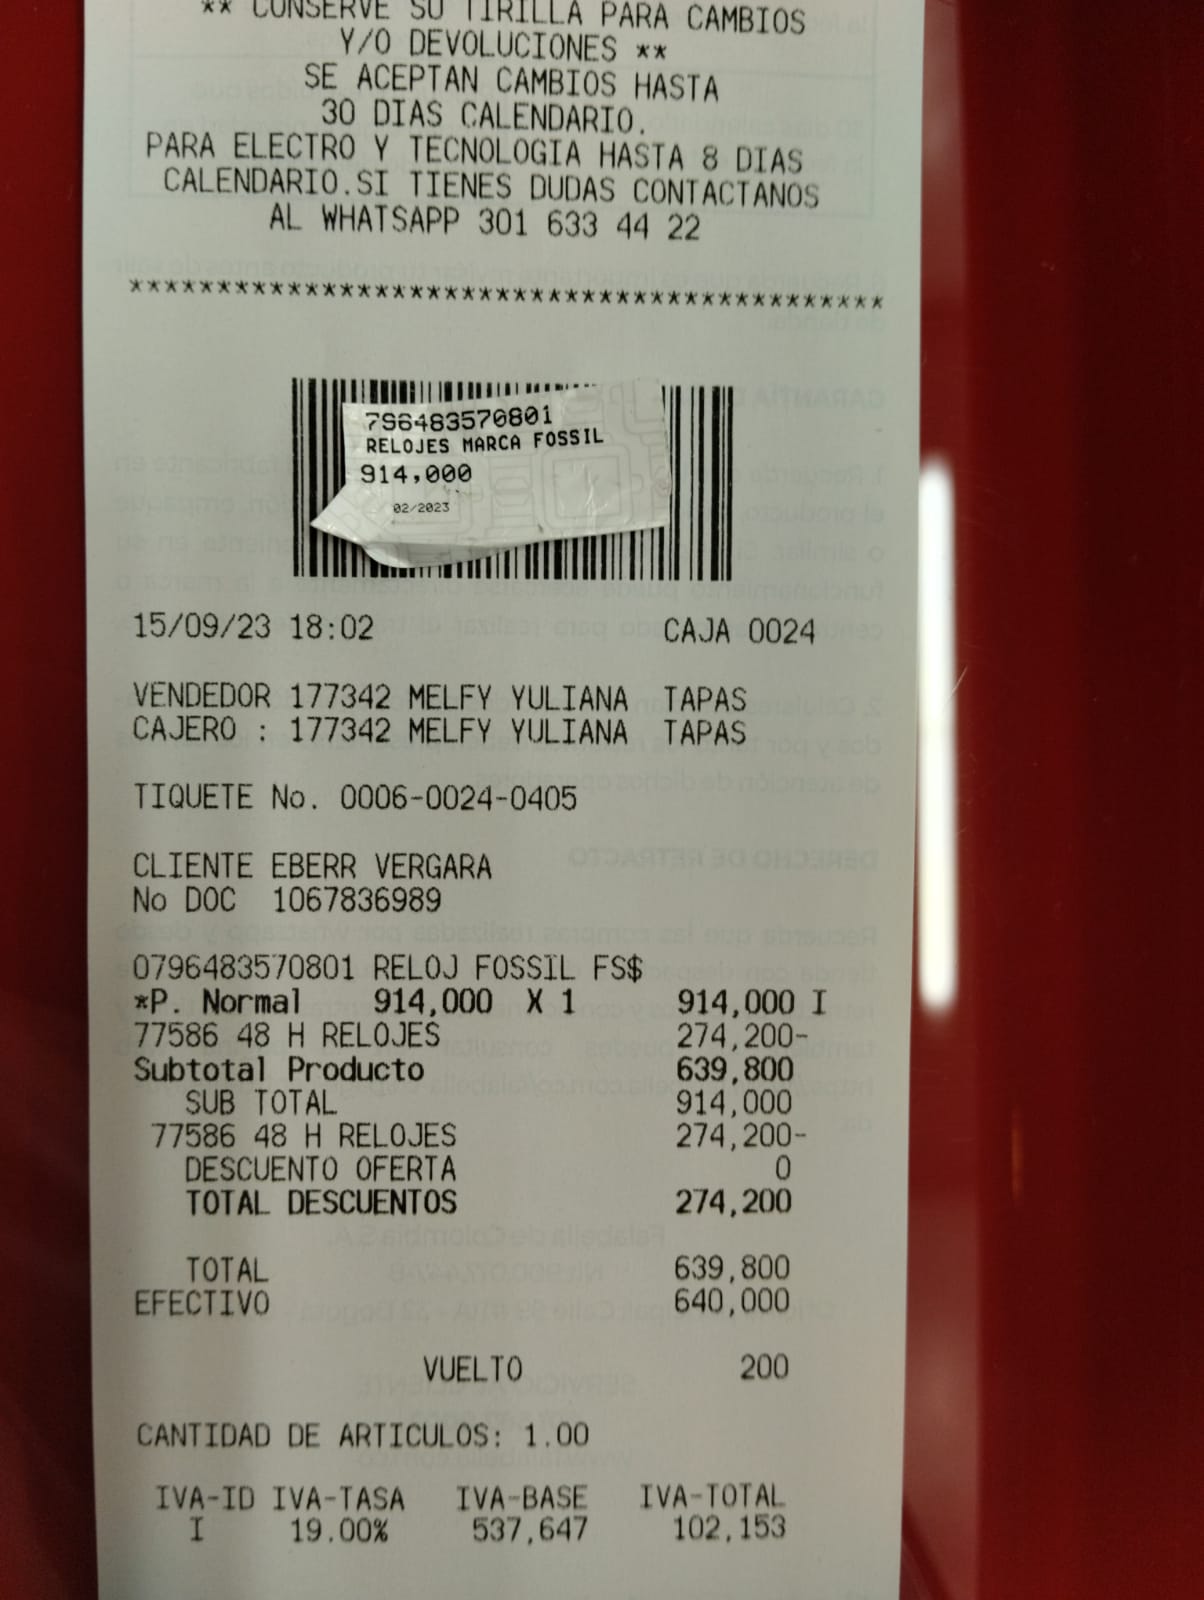 ** CONSERVE SU TIRILLA PARA CAMBIOS
Y/O DEVOLUCIONES **
SE ACEPTAN CAMBIOS HASTA
30 DIAS CALENDARIO.
PARA ELECTRO Y TECNOLOGIA HASTA 8 DIAS
CALENDARIO.SI TIENES DUDAS CONTACTANOS
AL WHATSAPP 301 633 44 22
*******************************************
796483570801
RELOJES MARCA FOSSIL
914,000
02/2023
15/09/23 18:02 CAJA 0024
VENDEDOR 177342 MELFY YULIANA TAPAS
CAJERO : 177342 MELFY YULIANA TAPAS
TIQUETE No. 0006-0024-0405
CLIENTE EBERR VERGARA
No DOC 1067836989
0796483570801 RELOJ FOSSIL FS$
*P. Normal 914,000 X 1 914,000 I
77586 48 H RELOJES 274,200-
Subtotal Producto 639,800
SUB TOTAL 914,000
77586 48 H RELOJES 274,200-
DESCUENTO OFERTA 0
TOTAL DESCUENTOS 274,200
TOTAL 639,800
EFECTIVO 640,000
VUELTO 200
CANTIDAD DE ARTICULOS: 1.00
IVA-ID IVA-TASA IVA-BASE IVA-TOTAL
I 19.00% 537,647 102,153